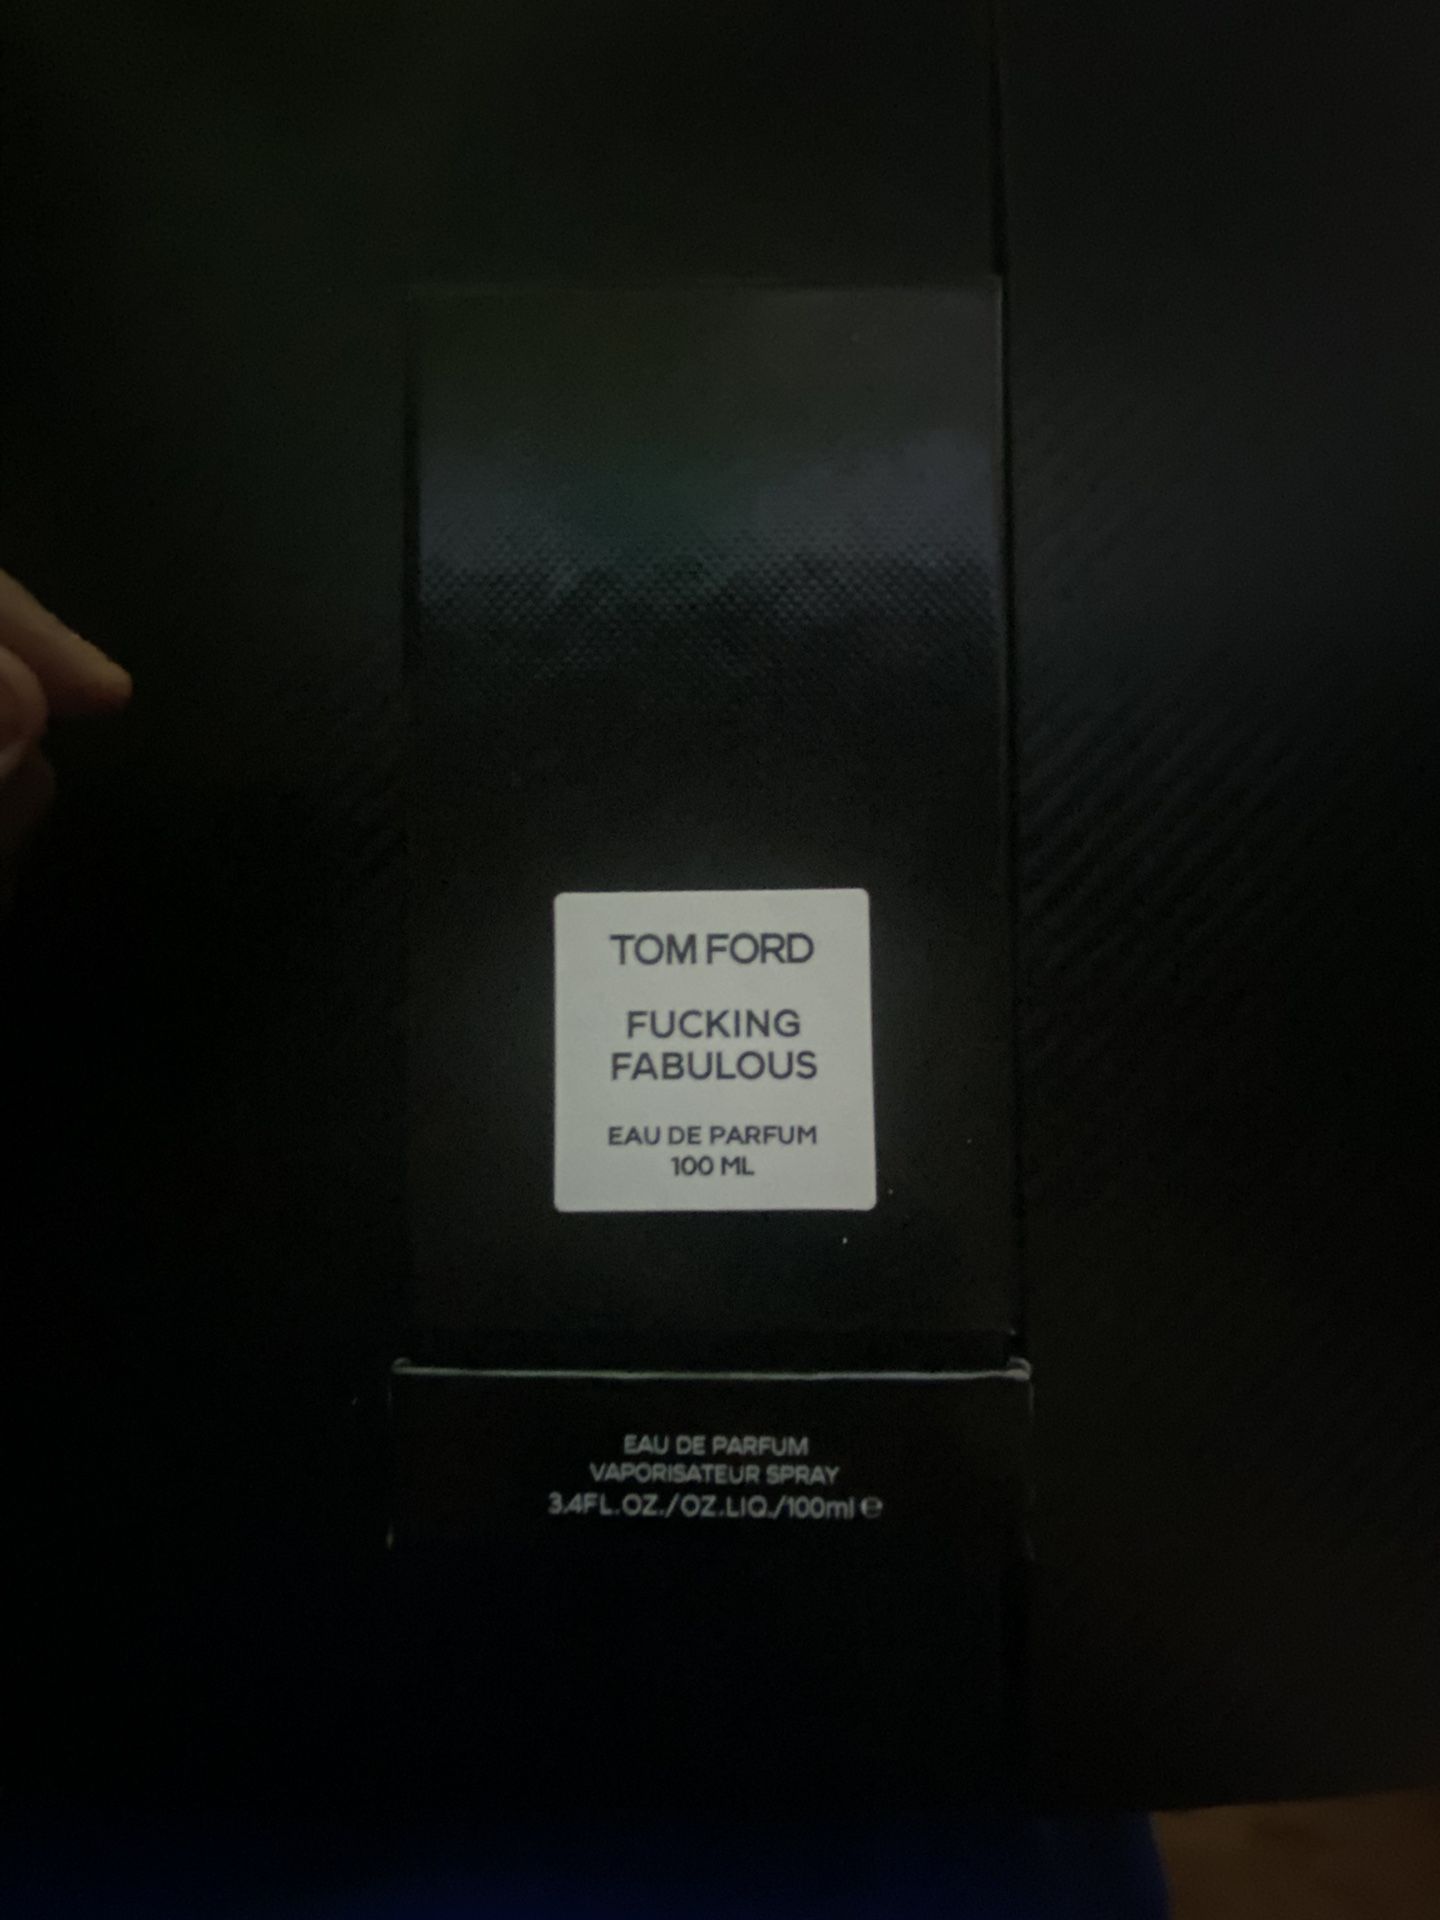 TOM FORD
FUCKING
FABULOUS
EAU DE PARFUM
100 ML
EAU DE PARFUM
VAPORISATEUR SPRAY
3.4FL.OZ./OZ.LIQ./100ml ℮